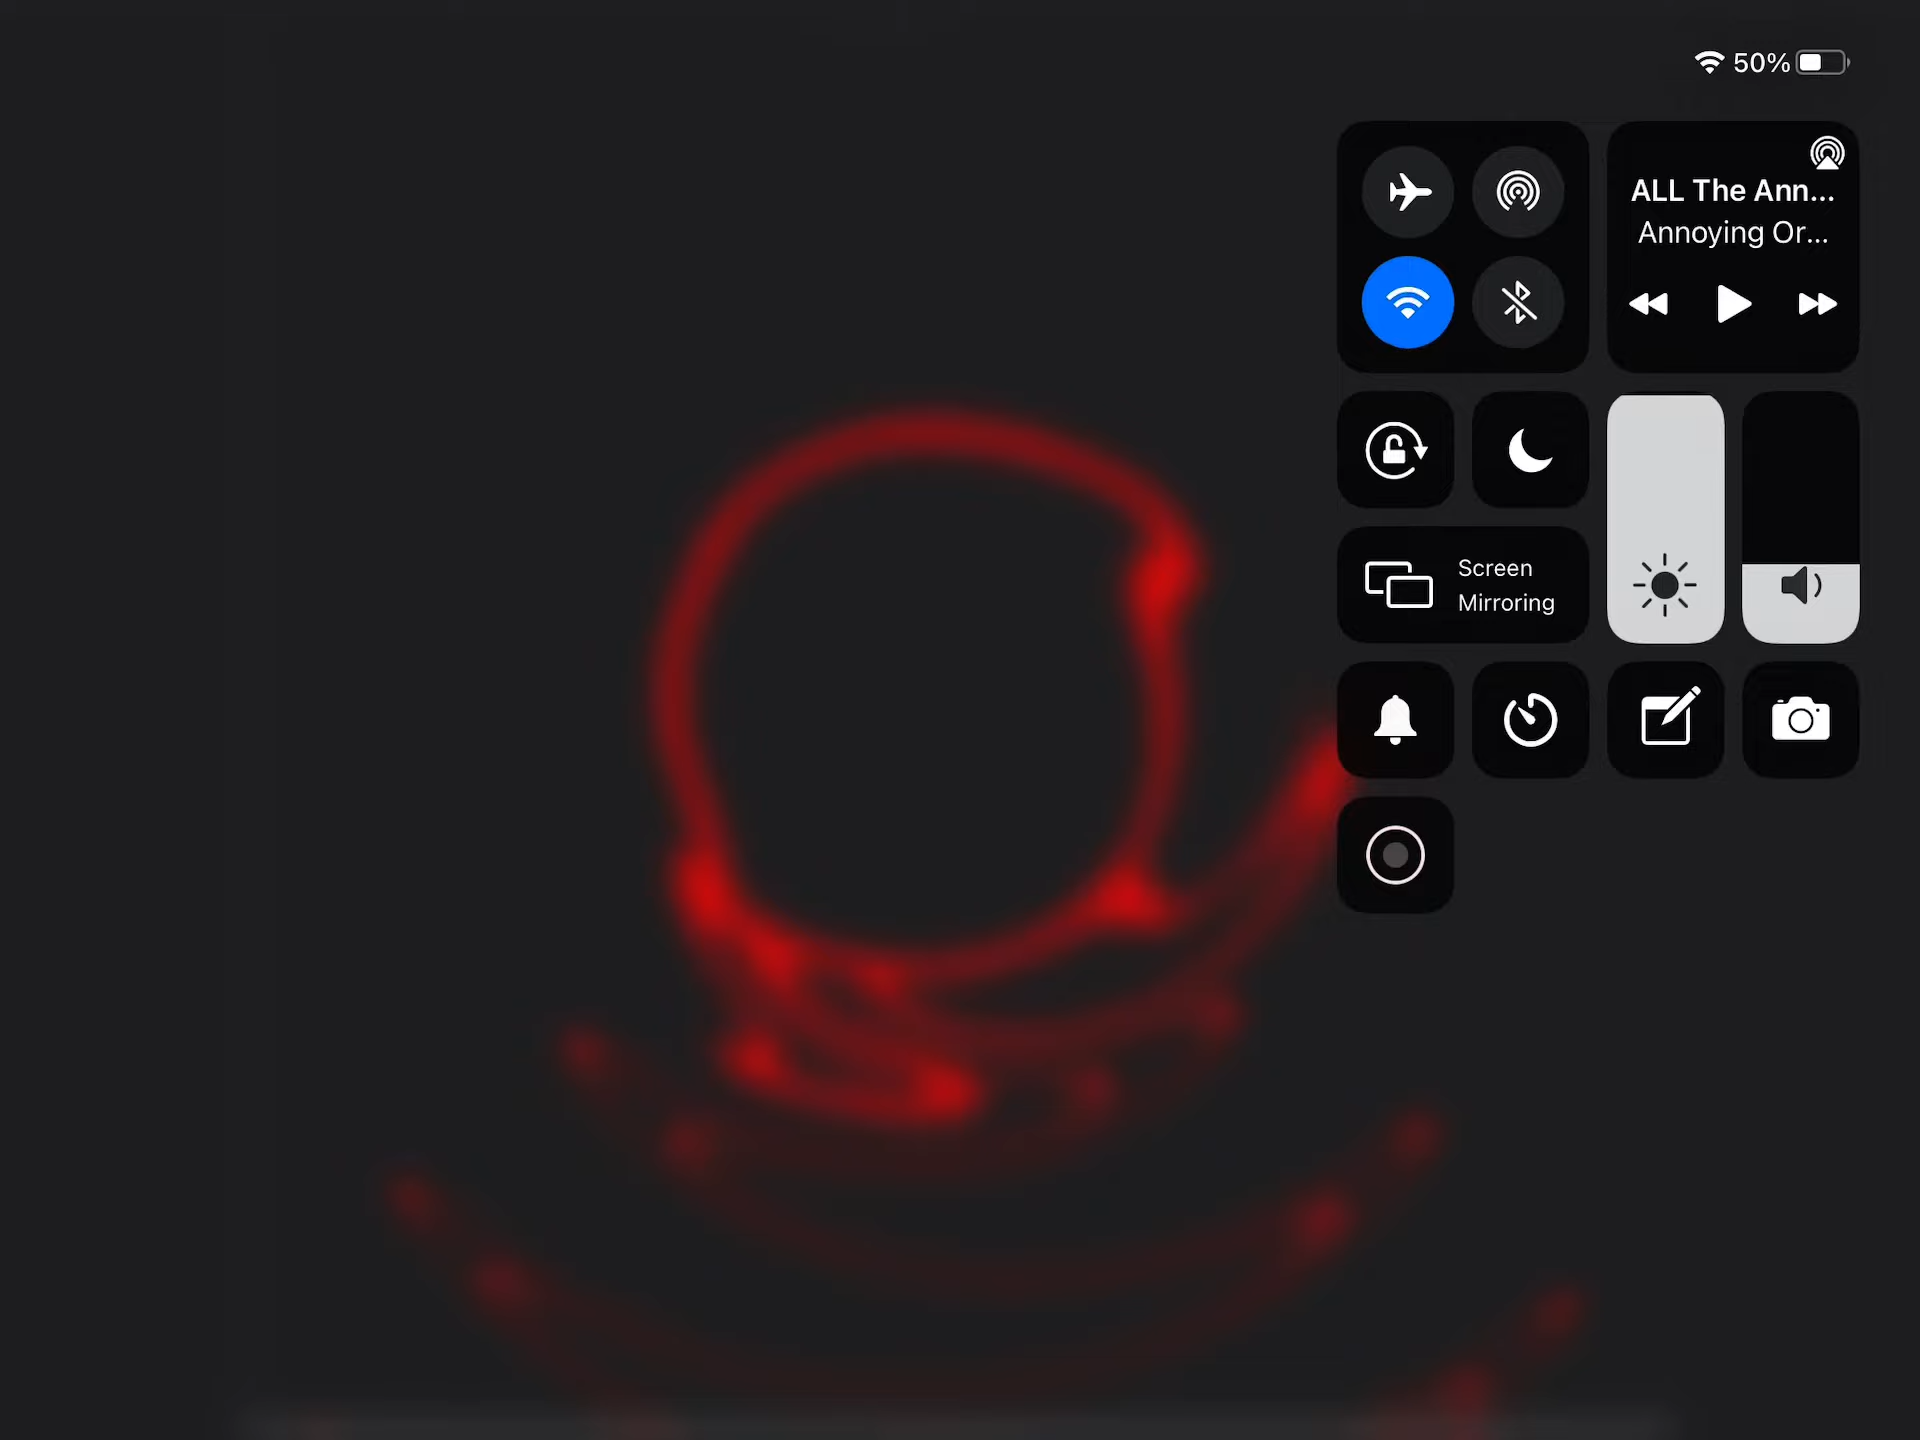 50%
ALL The Ann...
Annoying Or...
Screen
Mirroring